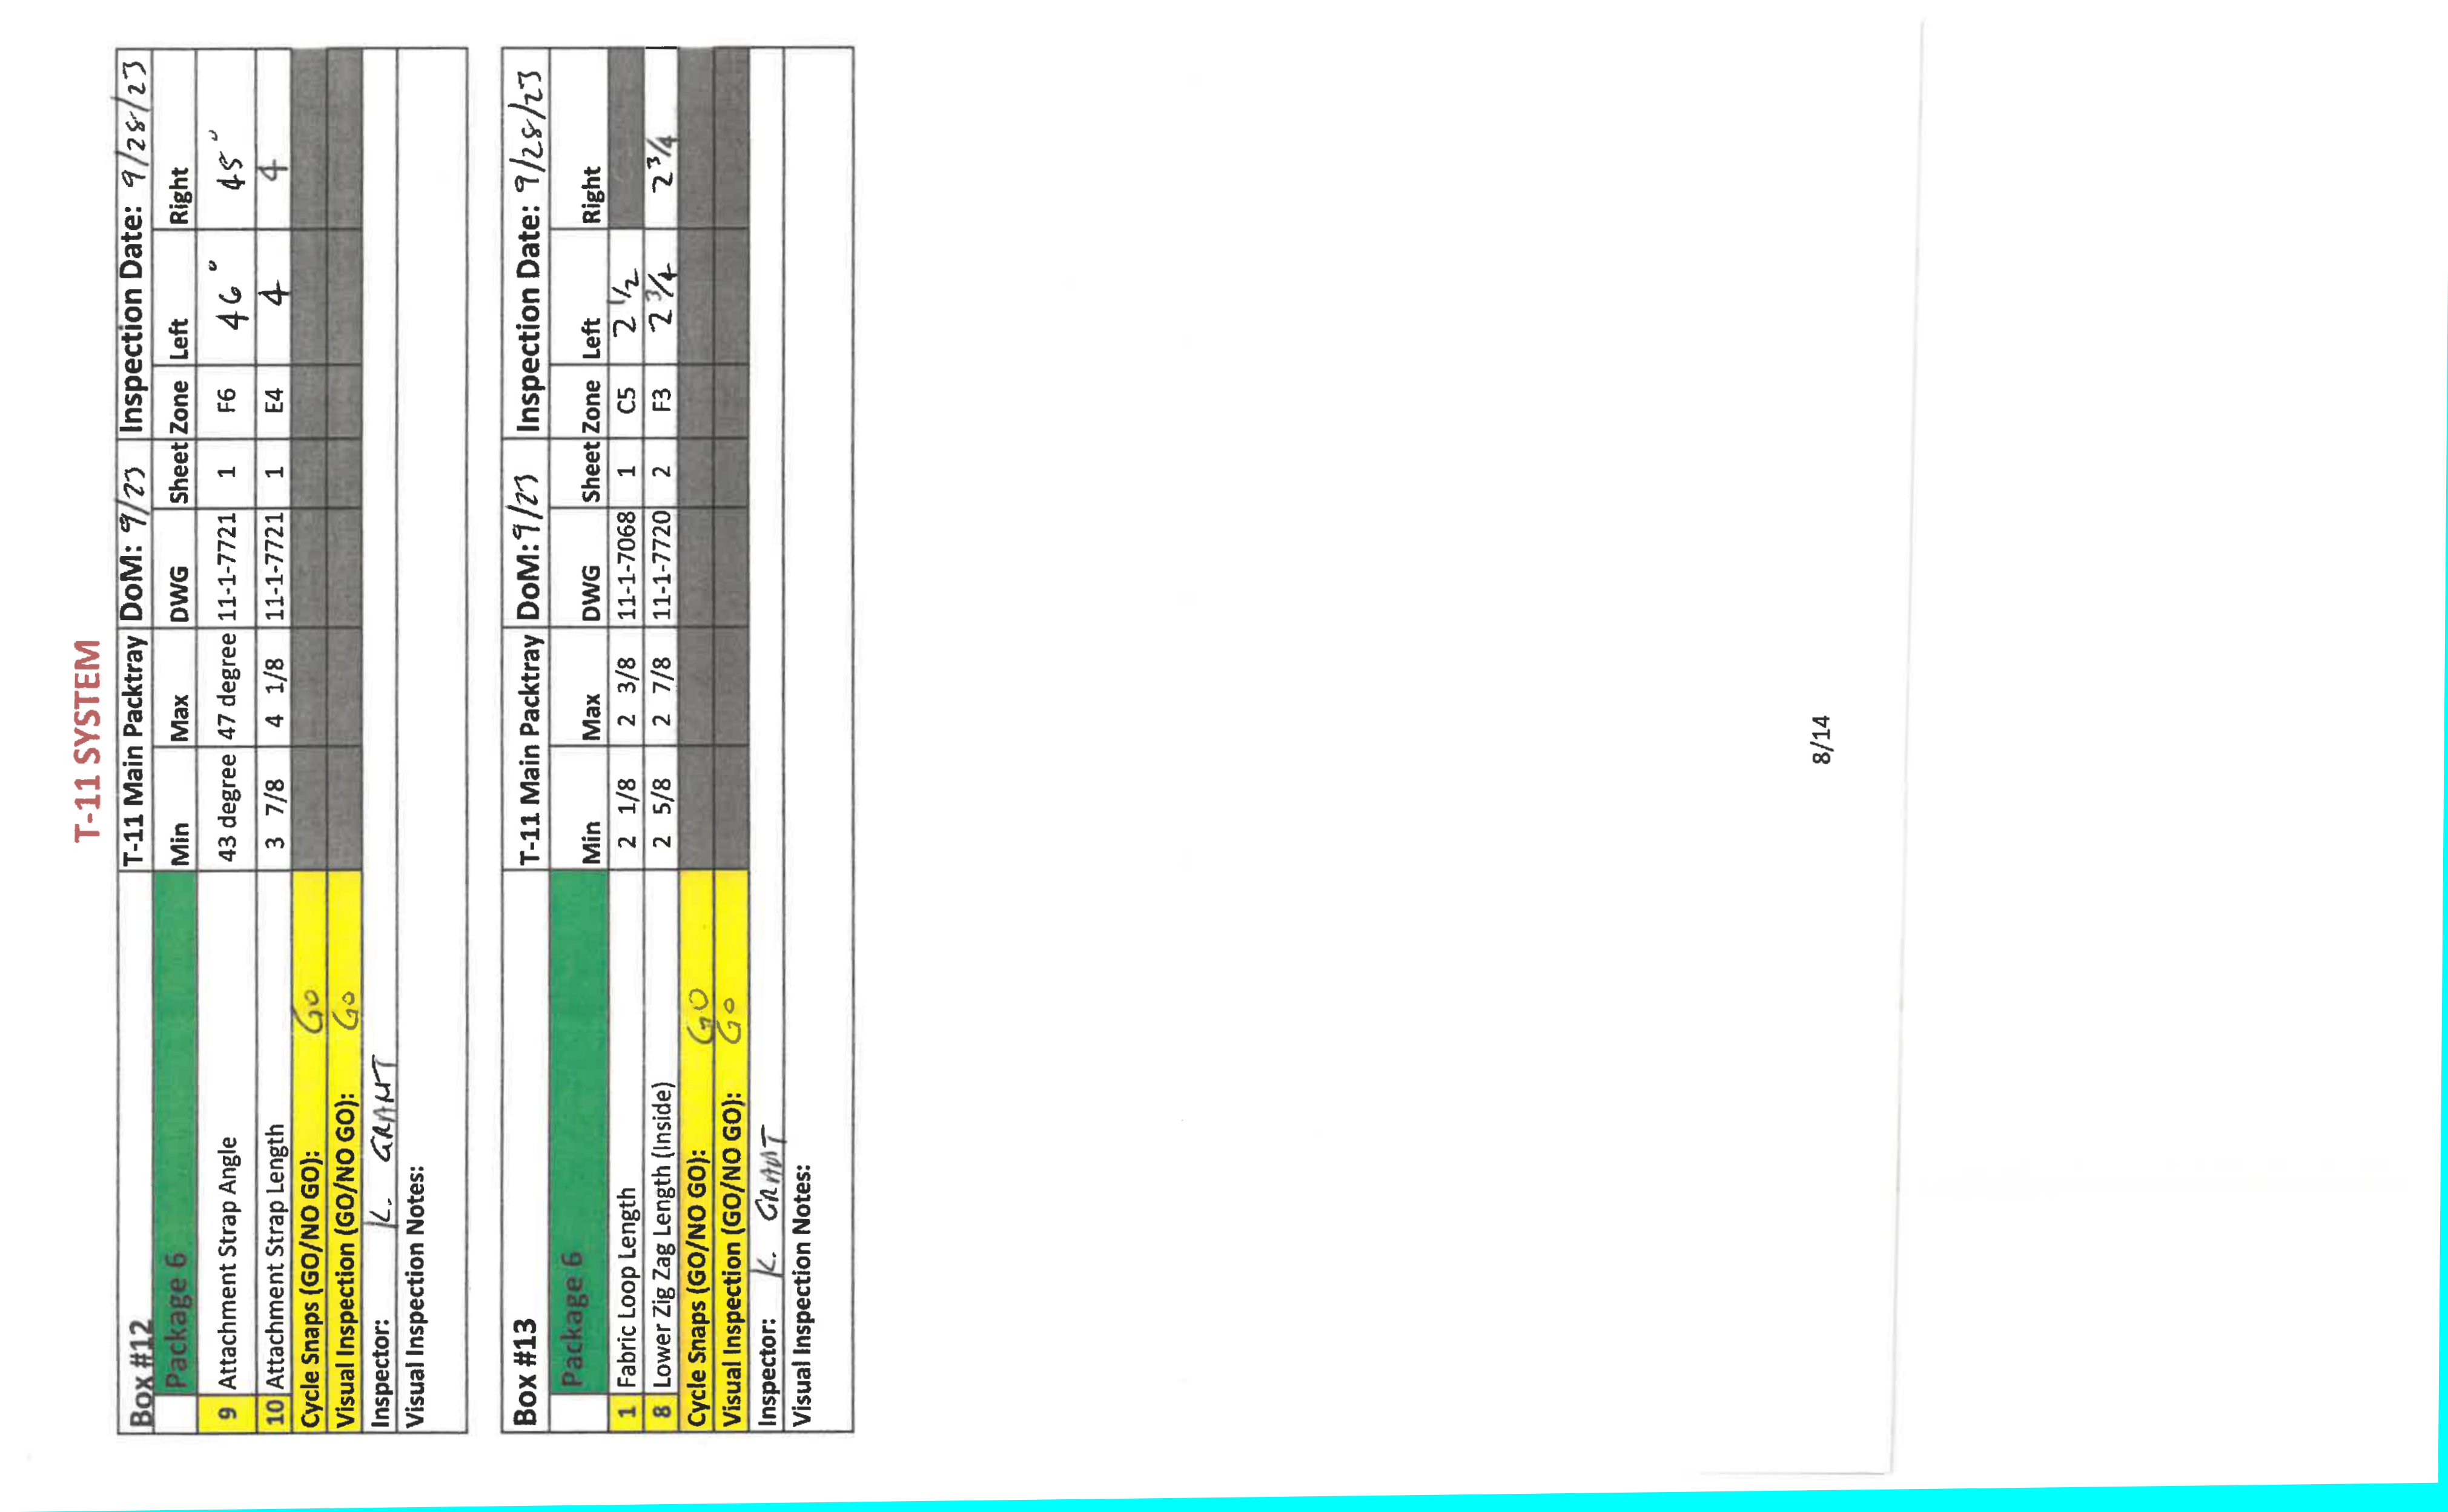 T-11 SYSTEM
Box #12 T-11 Main Packtray DoM: 9/23 Inspection Date: 9/28/23
Package 6 Min Max DWG Sheet Zone Left Right
9 Attachment Strap Angle 43 degree 47 degree 11-1-7721 1 F6 46° 45°
10 Attachment Strap Length 3 7/8 4 1/8 11-1-7721 1 E4 4 4
Cycle Snaps (GO/NO GO): GO
Visual Inspection (GO/NO GO): GO
Inspector: K. GRANT
Visual Inspection Notes:
Box #13 T-11 Main Packtray DoM: 9/23 Inspection Date: 9/28/23
Package 6 Min Max DWG Sheet Zone Left Right
1 Fabric Loop Length 2 1/8 2 3/8 11-1-7068 1 C5 2 1/2
8 Lower Zig Zag Length (Inside) 2 5/8 2 7/8 11-1-7720 2 F3 2 3/4 2 3/4
Cycle Snaps (GO/NO GO): GO
Visual Inspection (GO/NO GO): GO
Inspector: K. GRANT
Visual Inspection Notes:
8/14